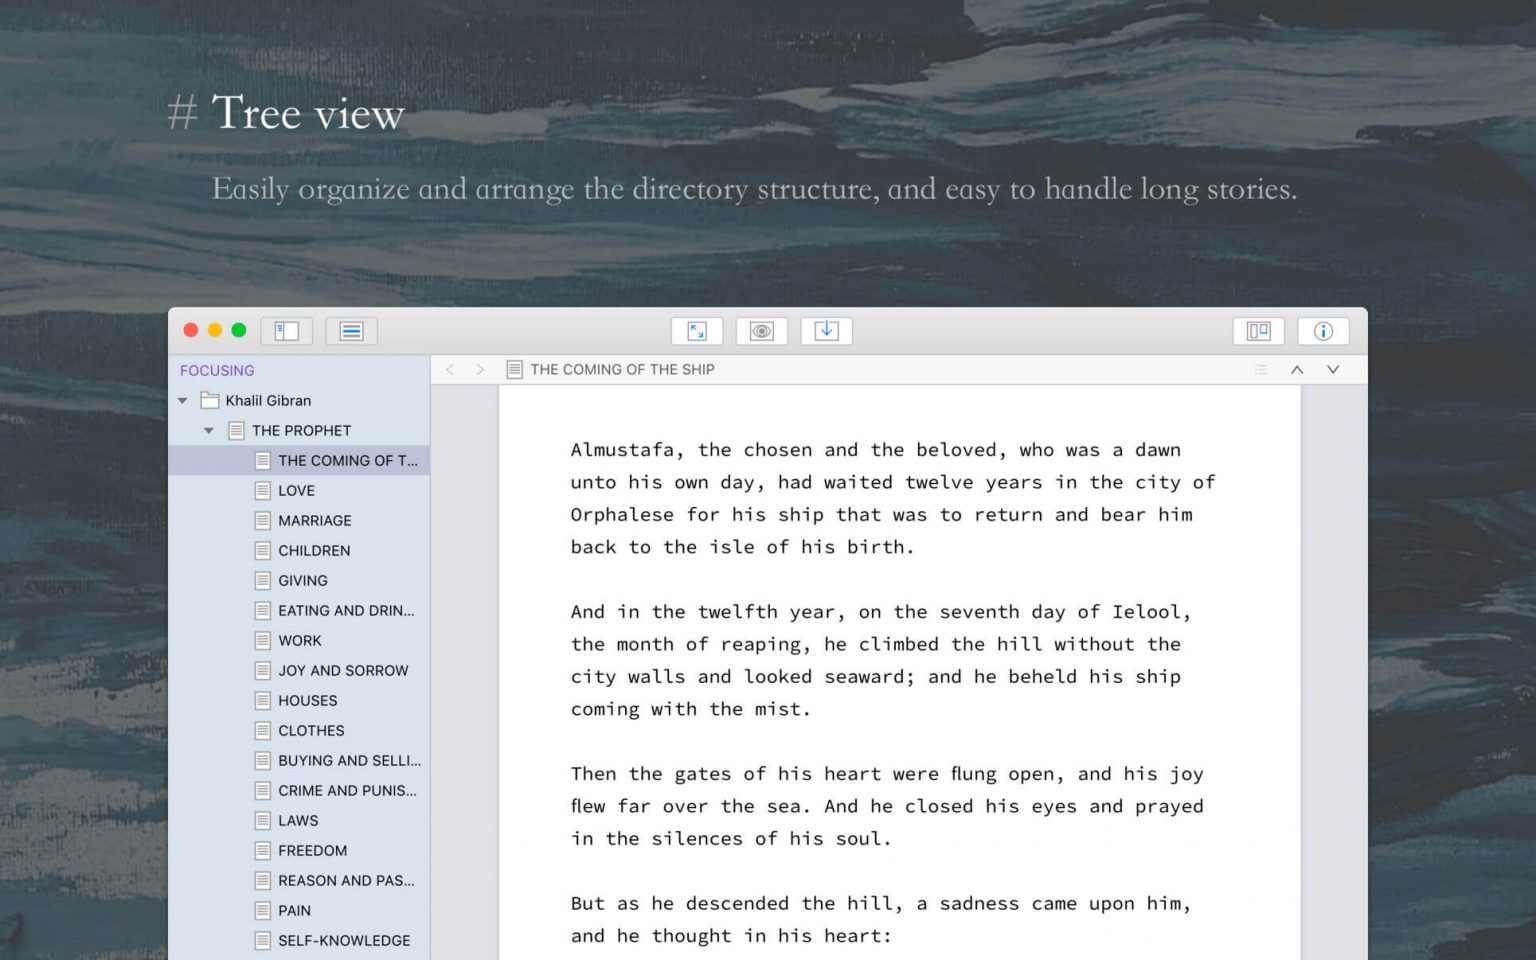 # Tree view
Easily organize and arrange the directory structure, and easy to handle long stories.
FOCUSING
Khalil Gibran
THE PROPHET
THE COMING OF T...
LOVE
MARRIAGE
CHILDREN
GIVING
EATING AND DRIN...
WORK
JOY AND SORROW
HOUSES
CLOTHES
BUYING AND SELLI...
CRIME AND PUNIS...
LAWS
FREEDOM
REASON AND PAS...
PAIN
SELF-KNOWLEDGE
THE COMING OF THE SHIP
Almustafa, the chosen and the beloved, who was a dawn
unto his own day, had waited twelve years in the city of
Orphalese for his ship that was to return and bear him
back to the isle of his birth.
And in the twelfth year, on the seventh day of Ielool,
the month of reaping, he climbed the hill without the
city walls and looked seaward; and he beheld his ship
coming with the mist.
Then the gates of his heart were flung open, and his joy
flew far over the sea. And he closed his eyes and prayed
in the silences of his soul.
But as he descended the hill, a sadness came upon him,
and he thought in his heart: